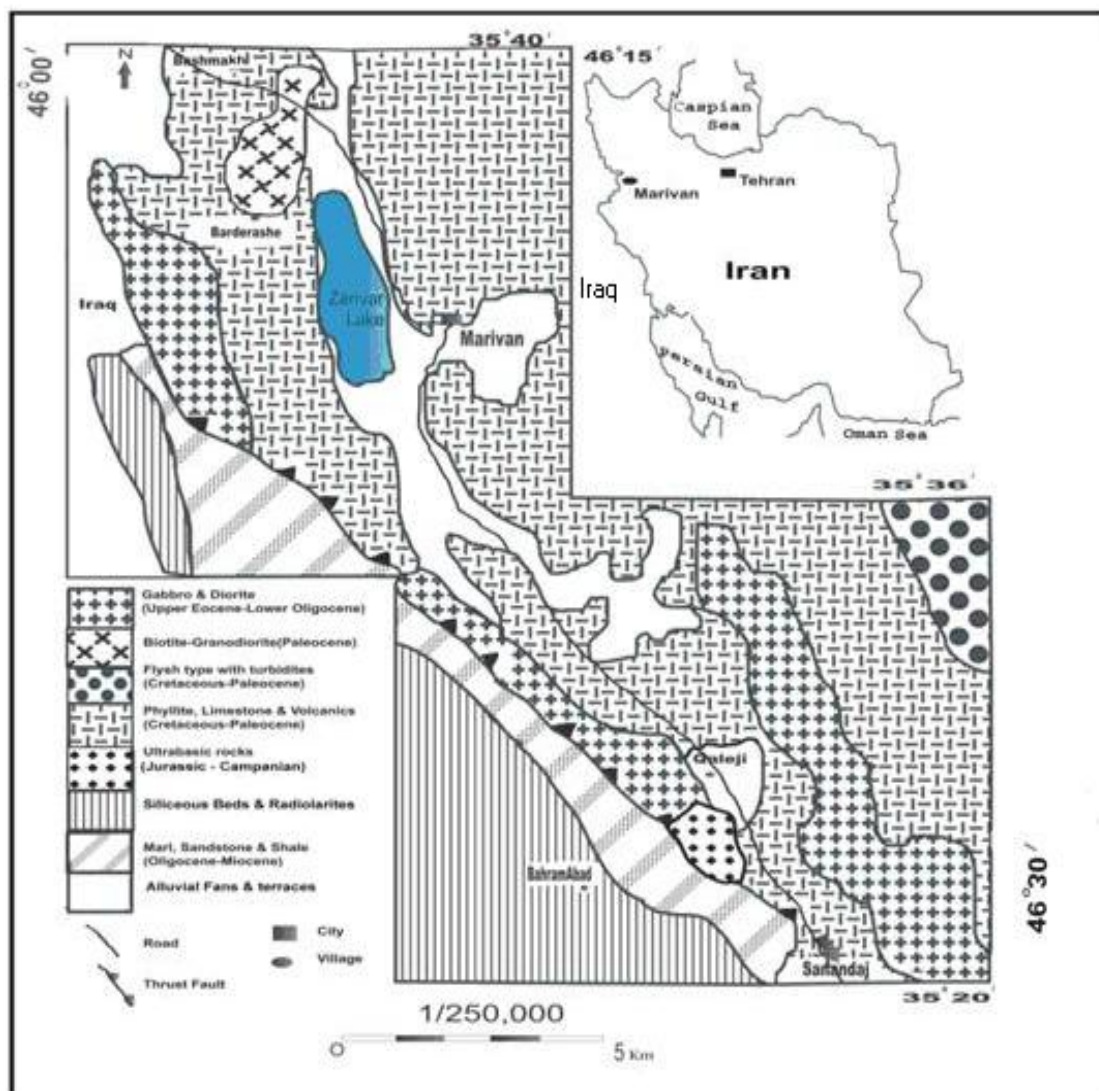 35°40′
46°15′
46°00′
N
Bashmakhi
Caspian
Sea
Marivan
Tehran
Barderashe
Iran
Iraq
Iraq
Zarivar
Lake
Marivan
Persian
Gulf
Oman Sea
35°36′
Gabbro & Diorite
(Upper Eocene-Lower Oligocene)
Biotite-Granodiorite(Paleocene)
Flysh type with turbidites
(Cretaceous-Paleocene)
Phyllite, Limestone & Volcanics
(Cretaceous-Paleocene)
Ultrabasic rocks
(Jurassic - Campanian)
Siliceous Beds & Radiolarites
Marl, Sandstone & Shale
(Oligocene-Miocene)
Alluvial Fans & terraces
Road
Thrust Fault
City
Village
Qaleji
BahramAbad
Sanandaj
46°30′
35°20′
1/250,000
O
5 Km